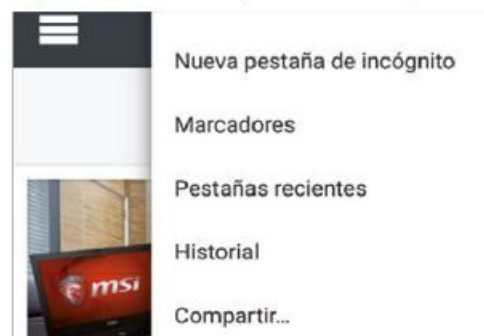 Nueva pestaña de incógnito
Marcadores
Pestañas recientes
Historial
msi
Compartir...